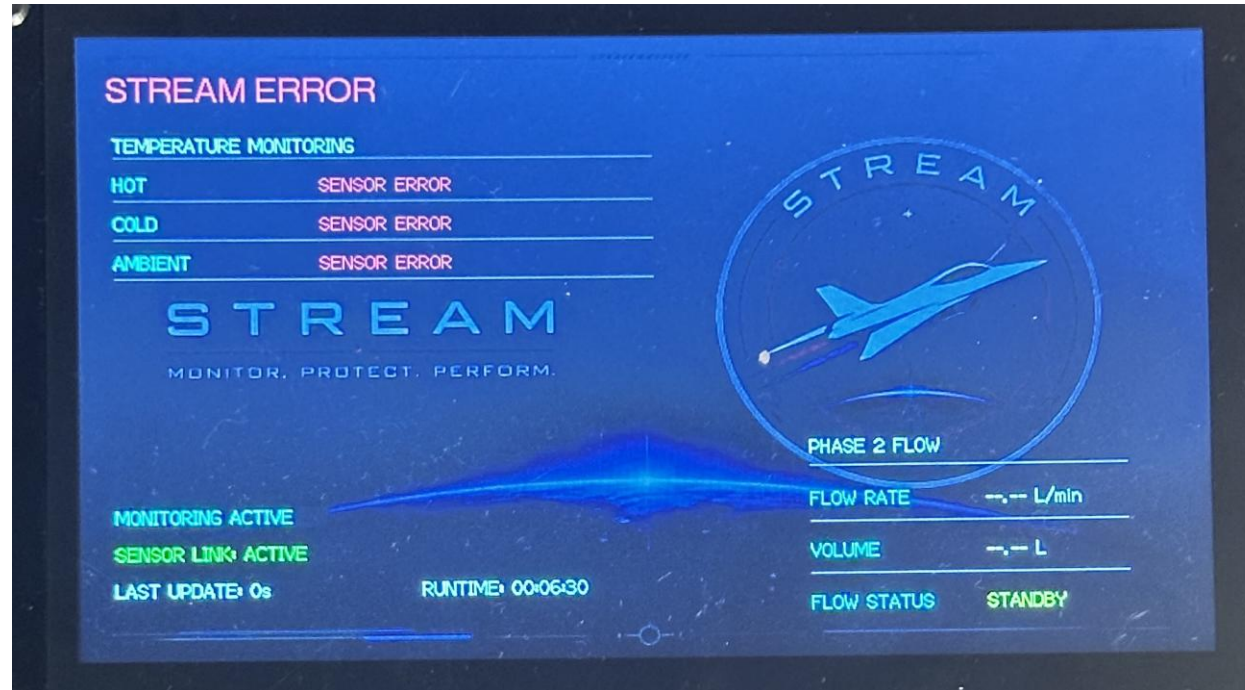 STREAM ERROR
TEMPERATURE MONITORING
HOT SENSOR ERROR
COLD SENSOR ERROR
AMBIENT SENSOR ERROR
STREAM
MONITOR. PROTECT. PERFORM.
MONITORING ACTIVE
SENSOR LINK: ACTIVE
LAST UPDATE: 0s RUNTIME: 00:06:30
STREAM
PHASE 2 FLOW
FLOW RATE --.-- L/min
VOLUME --.-- L
FLOW STATUS STANDBY